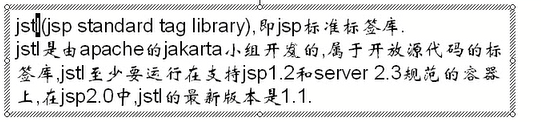 jstl(jsp standard tag library),即jsp标准标签库.
jstl是由apache的jakarta小组开发的,属于开放源代码的标
签库,jstl至少要运行在支持jsp1.2和server 2.3规范的容器
上,在jsp2.0中,jstl的最新版本是1.1.